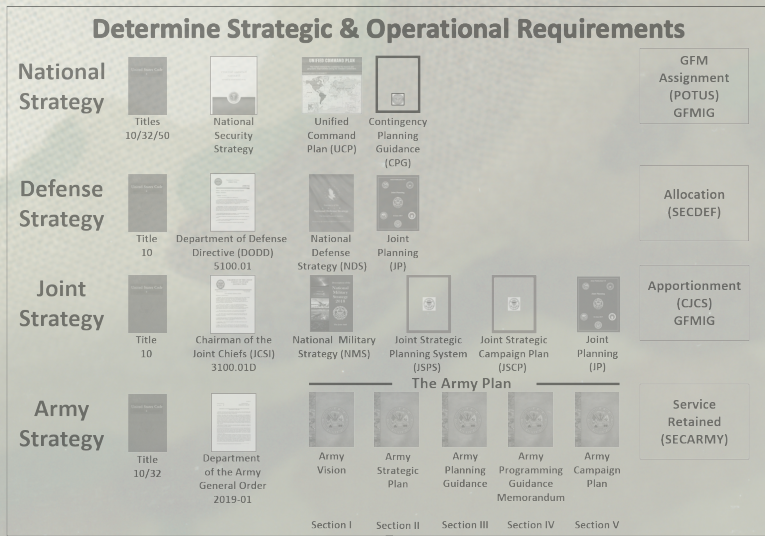 Determine Strategic & Operational Requirements
National
Strategy
Titles
10/32/50
National
Security
Strategy
Unified
Command
Plan (UCP)
Contingency
Planning
Guidance
(CPG)
GFM
Assignment
(POTUS)
GFMIG
Defense
Strategy
Title
10
Department of Defense
Directive (DODD)
5100.01
National
Defense
Strategy (NDS)
Joint
Planning
(JP)
Allocation
(SECDEF)
Joint
Strategy
Title
10
Chairman of the
Joint Chiefs (JCSI)
3100.01D
National Military
Strategy (NMS)
Joint Strategic
Planning System
(JSPS)
Joint Strategic
Campaign Plan
(JSCP)
Joint
Planning
(JP)
Apportionment
(CJCS)
GFMIG
The Army Plan
Army
Strategy
Title
10/32
Department
of the Army
General Order
2019-01
Army
Vision
Army
Strategic
Plan
Army
Planning
Guidance
Army
Programming
Guidance
Memorandum
Army
Campaign
Plan
Service
Retained
(SECARMY)
Section I
Section II
Section III
Section IV
Section V